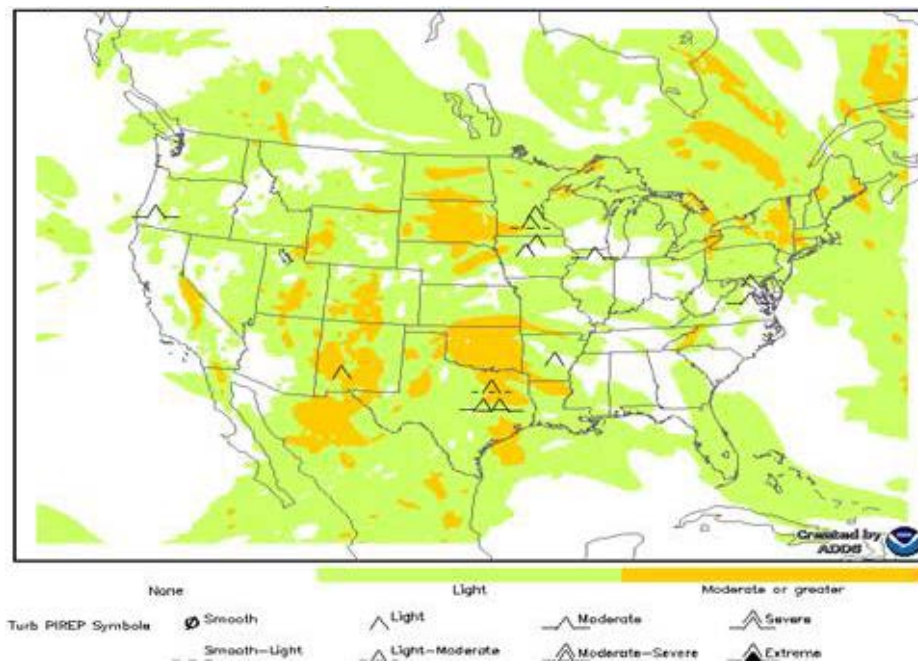 Created by
ADDS
None Light Moderate or greater
Turb PIREP Symbols Smooth Light Moderate Severe
Smooth-Light Light-Moderate Moderate-Severe Extreme